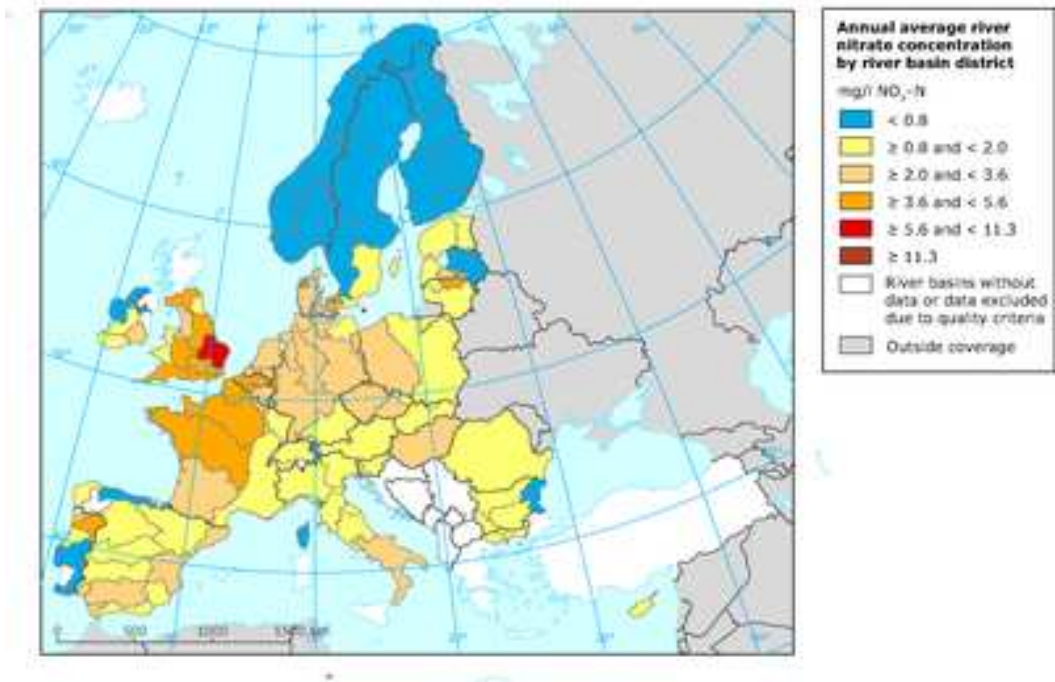 Annual average river
nitrate concentration
by river basin district
mg/l NO₃-N
< 0.8
≥ 0.8 and < 2.0
≥ 2.0 and < 3.6
≥ 3.6 and < 5.6
≥ 5.6 and < 11.3
≥ 11.3
River basins without
data or data excluded
due to quality criteria
Outside coverage
0 500 1000